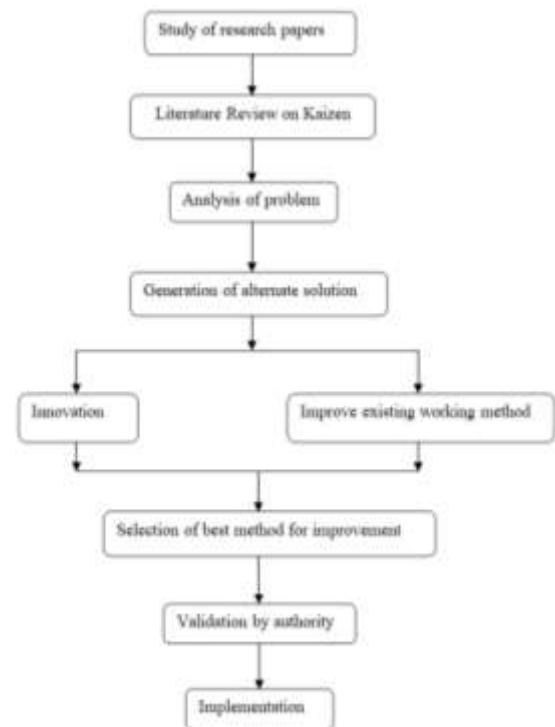 Study of research papers
Literature Review on Kaizen
Analysis of problem
Generation of alternate solution
Innovation
Improve existing working method
Selection of best method for improvement
Validation by authority
Implementation